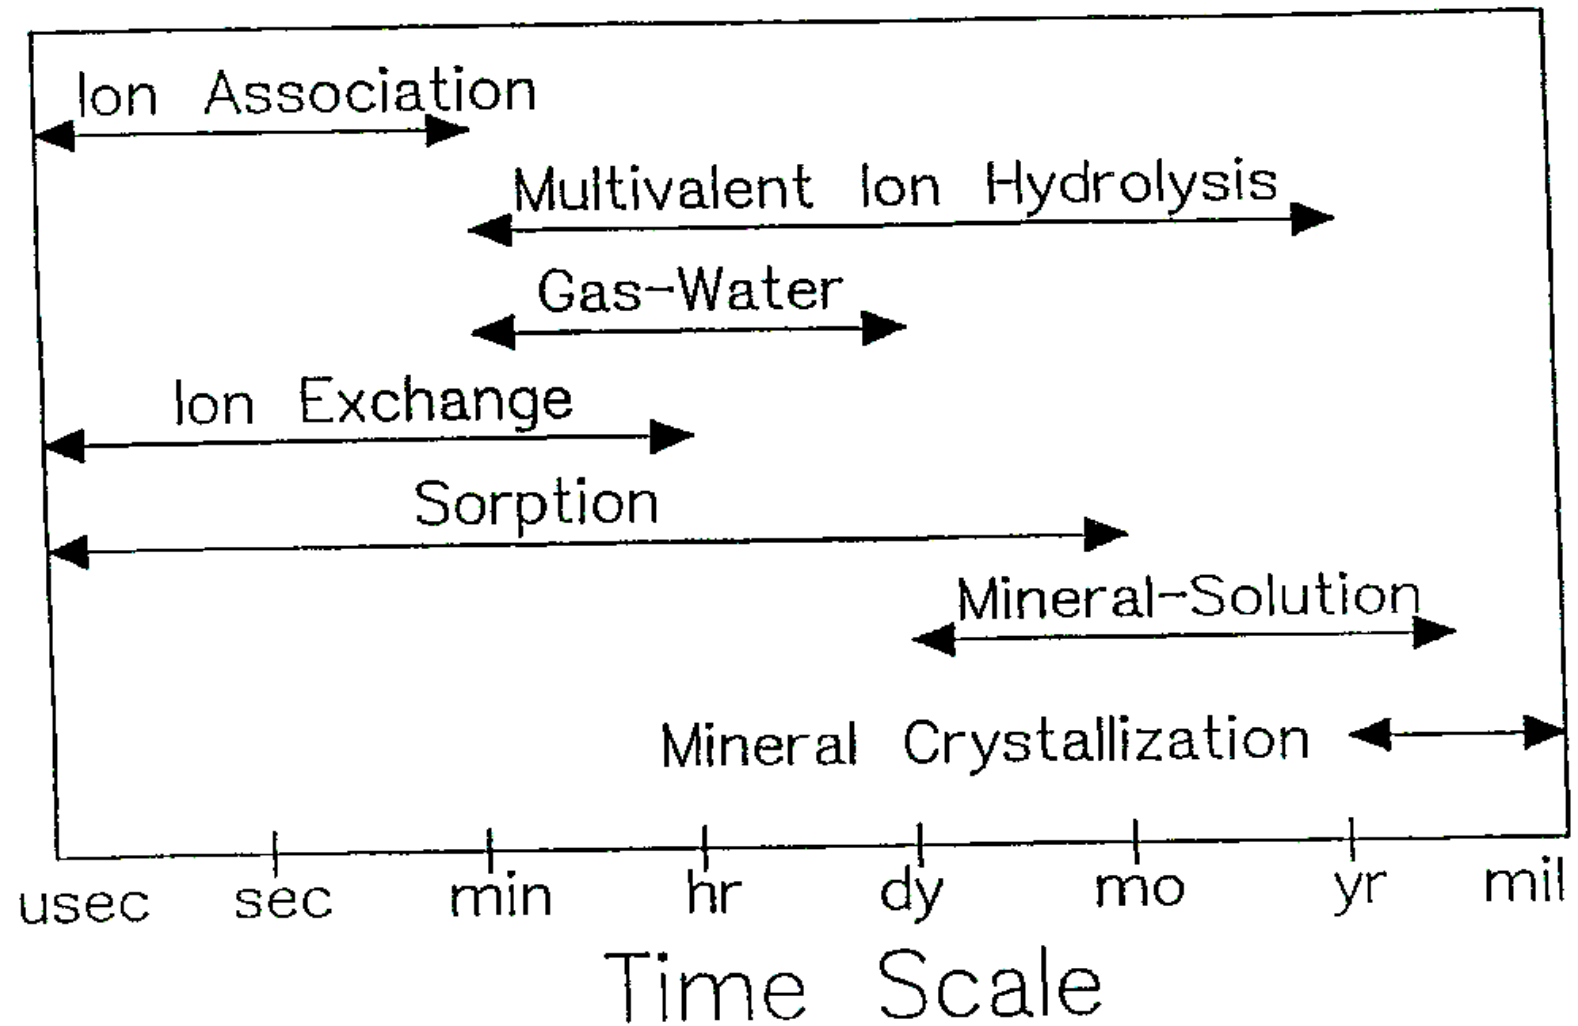 Ion Association
Multivalent Ion Hydrolysis
Gas-Water
Ion Exchange
Sorption
Mineral-Solution
Mineral Crystallization
usec sec min hr dy mo yr mil
Time Scale